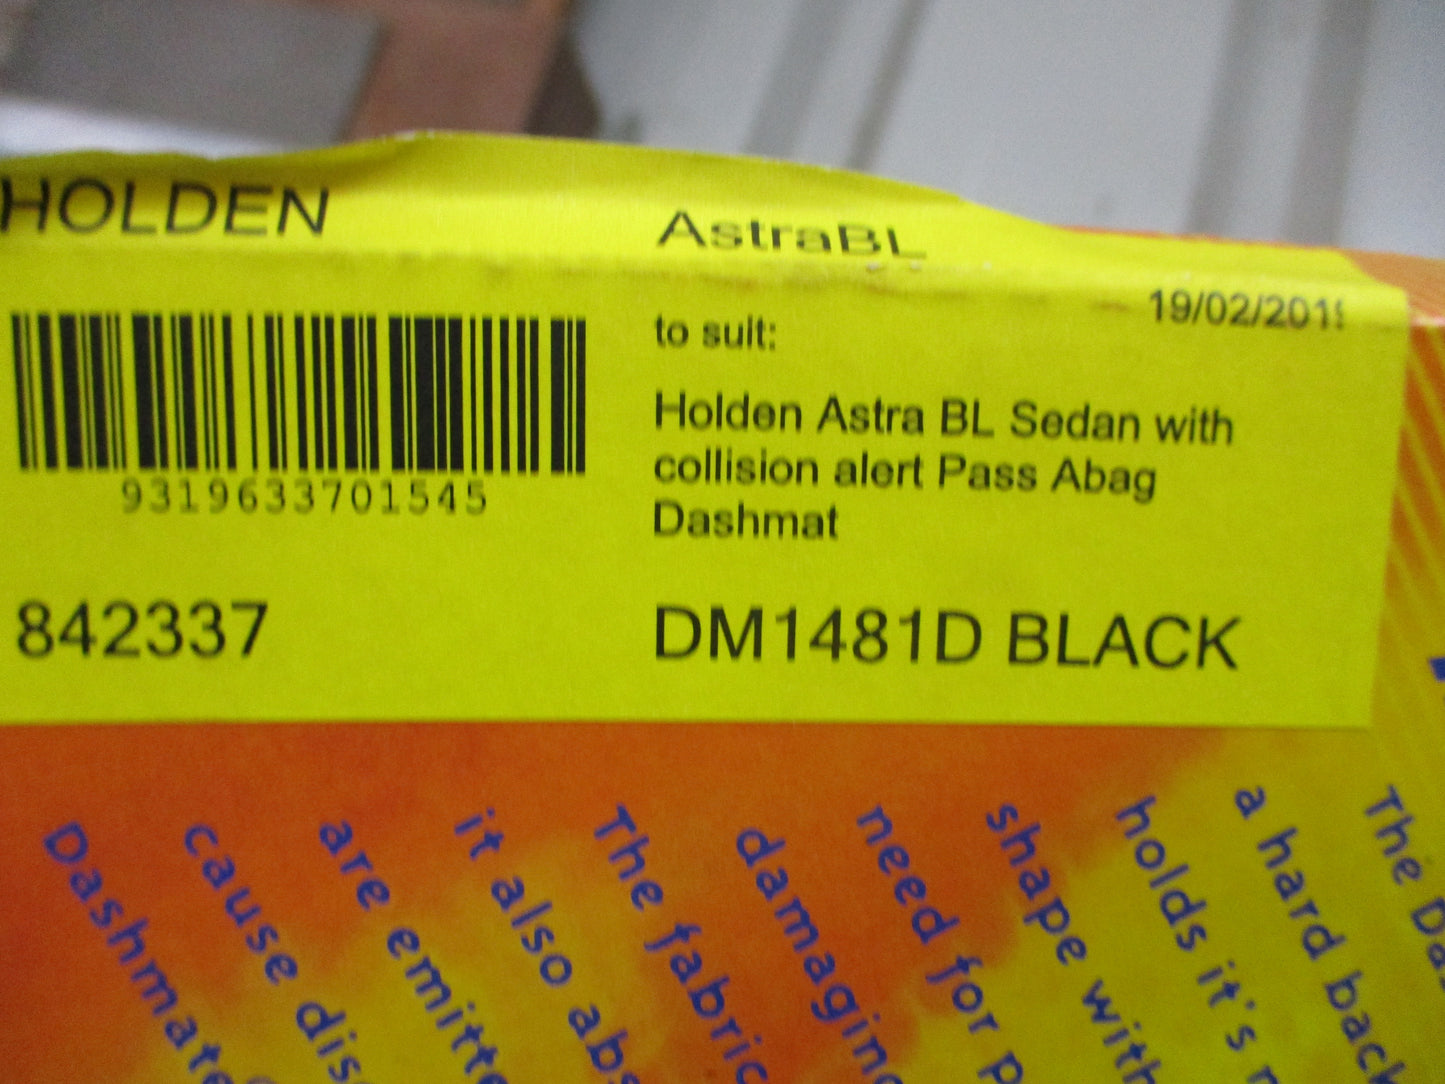 HOLDEN
AstraBL
19/02/201
to suit:
Holden Astra BL Sedan with
collision alert Pass Abag
Dashmat
9319633701545
842337
DM1481D BLACK
The Da
a hard back
holds it's
shape with
need for p
damaging
The fabric
it also abs
are emitte
cause dis
Dashmate